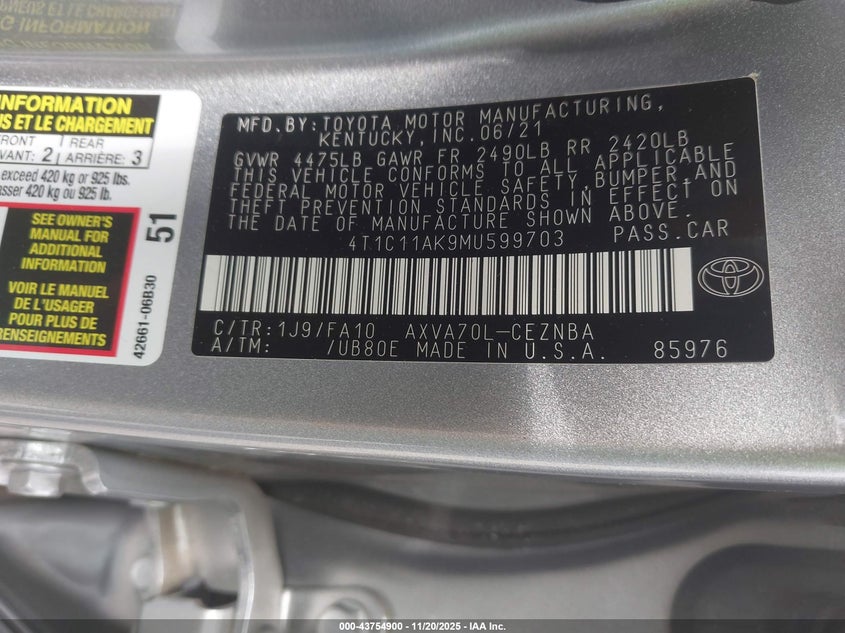 INFORMATION
US ET LE CHARGEMENT
FRONT
VANT: 2
REAR
ARRIÈRE: 3
exceed 420 kg or 925 lbs.
asser 420 kg ou 925 lb.
SEE OWNER'S
MANUAL FOR
ADDITIONAL
INFORMATION
VOIR LE MANUEL
DE L'USAGER
POUR PLUS DE
RENSEIGNEMENTS
51
42661-06B30
MFD.BY: TOYOTA MOTOR MANUFACTURING,
KENTUCKY, INC. 06/21
GVWR 4475LB GAWR FR 2490LB RR 2420LB
THIS VEHICLE CONFORMS TO ALL APPLICABLE
FEDERAL MOTOR VEHICLE SAFETY, BUMPER, AND
THEFT PREVENTION STANDARDS IN EFFECT ON
THE DATE OF MANUFACTURE SHOWN ABOVE.
4T1C11AK9MU599703 PASS.CAR
C/TR: 1J9/FA10 AXVA70L-CEZNBA
A/TM: /UB80E MADE IN U.S.A. 85976
000-43754900 - 11/20/2025 - IAA Inc.